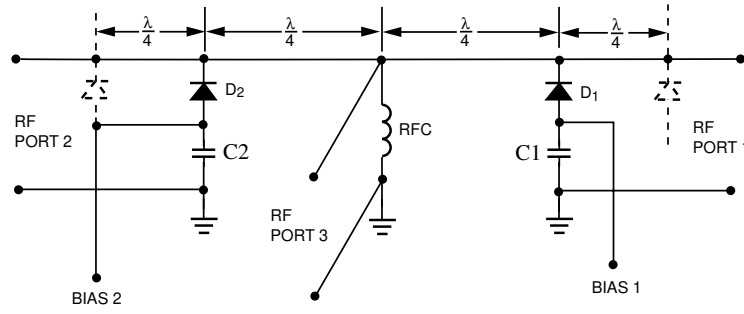 λ/4 λ/4 λ/4 λ/4
D2 D1
RF
PORT 2
C2
RFC
C1
RF
PORT 1
RF
PORT 3
BIAS 2
BIAS 1